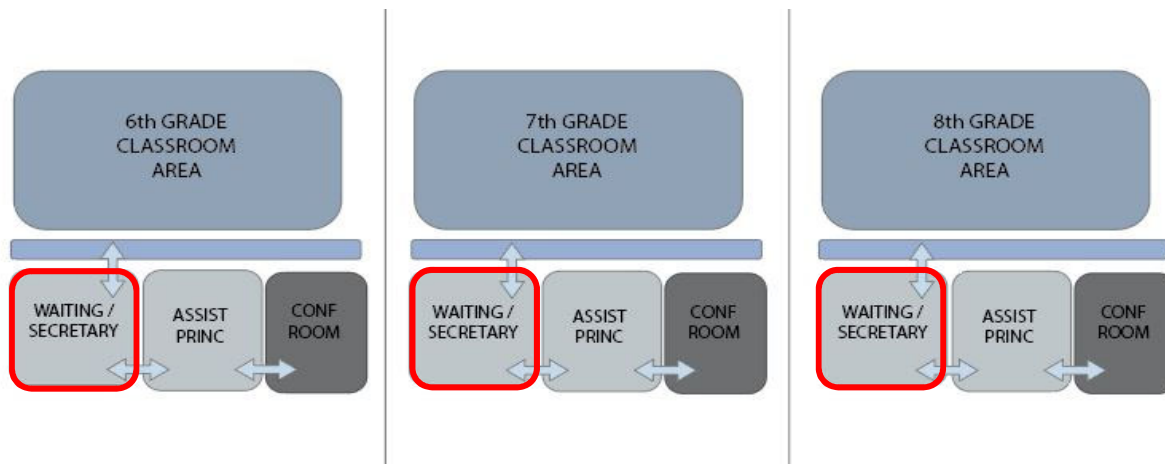 6th GRADE
CLASSROOM
AREA
WAITING /
SECRETARY
ASSIST
PRINC
CONF
ROOM
7th GRADE
CLASSROOM
AREA
WAITING /
SECRETARY
ASSIST
PRINC
CONF
ROOM
8th GRADE
CLASSROOM
AREA
WAITING /
SECRETARY
ASSIST
PRINC
CONF
ROOM